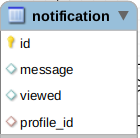 notification
id
message
viewed
profile_id